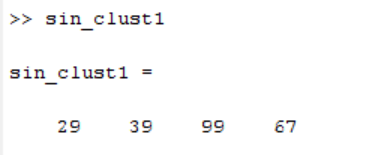 >> sin_clust1
sin_clust1 =
29 39 99 67